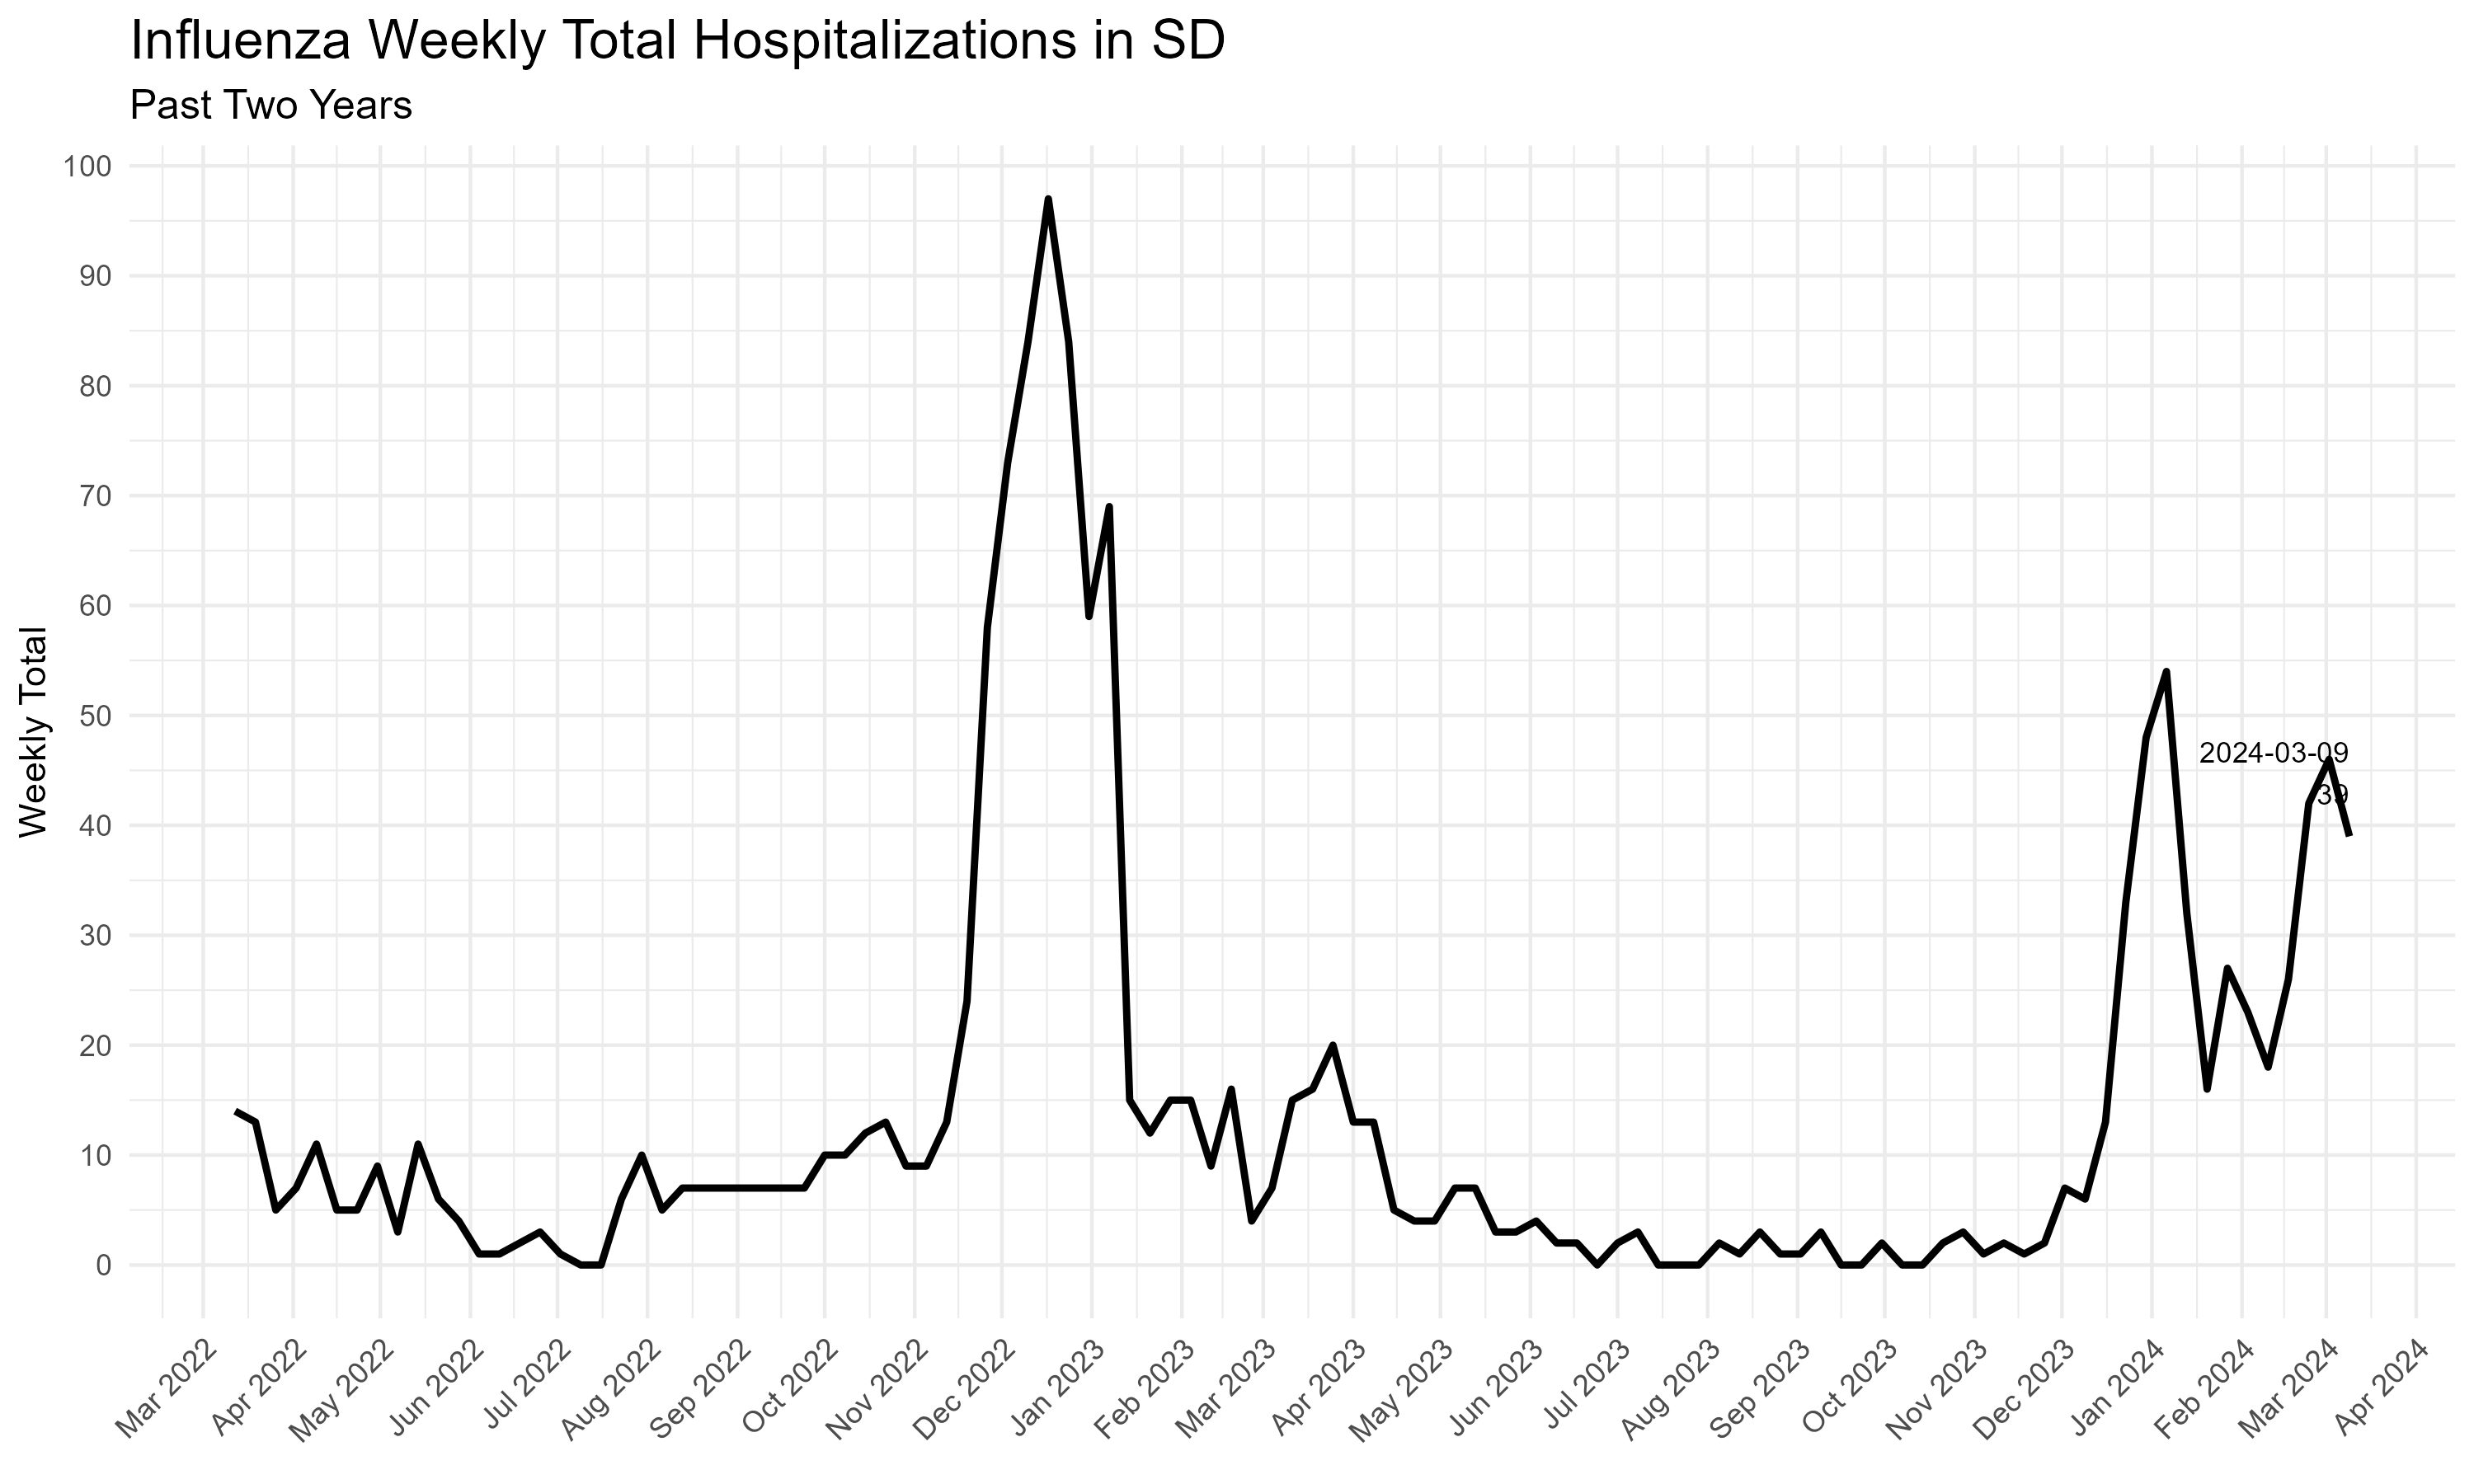 Influenza Weekly Total Hospitalizations in SD
Past Two Years
Weekly Total
100
90
80
70
60
50
40
30
20
10
0
2024-03-09
39
Mar 2022
Apr 2022
May 2022
Jun 2022
Jul 2022
Aug 2022
Sep 2022
Oct 2022
Nov 2022
Dec 2022
Jan 2023
Feb 2023
Mar 2023
Apr 2023
May 2023
Jun 2023
Jul 2023
Aug 2023
Sep 2023
Oct 2023
Nov 2023
Dec 2023
Jan 2024
Feb 2024
Mar 2024
Apr 2024